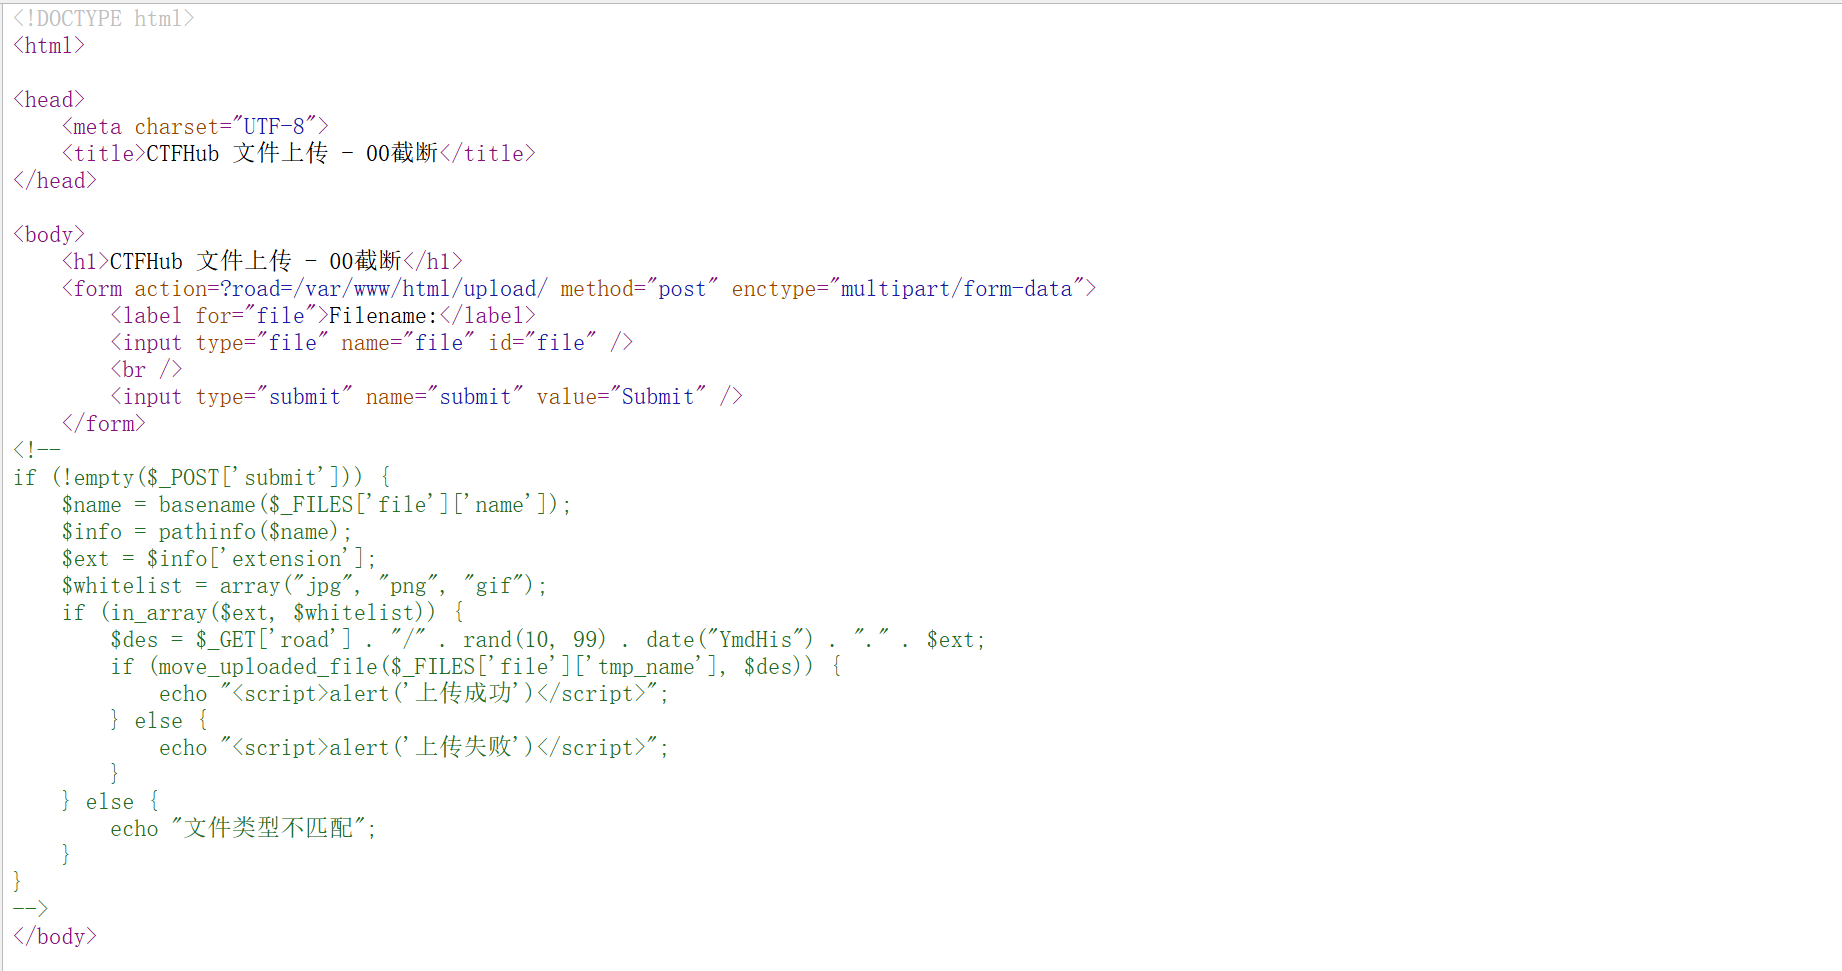 <!DOCTYPE html>
<html>
<head>
    <meta charset="UTF-8">
    <title>CTFHub 文件上传 - 00截断</title>
</head>
<body>
    <h1>CTFHub 文件上传 - 00截断</h1>
    <form action=?road=/var/www/html/upload/ method="post" enctype="multipart/form-data">
        <label for="file">Filename:</label>
        <input type="file" name="file" id="file" />
        <br />
        <input type="submit" name="submit" value="Submit" />
    </form>
<!--
if (!empty($_POST['submit'])) {
    $name = basename($_FILES['file']['name']);
    $info = pathinfo($name);
    $ext = $info['extension'];
    $whitelist = array("jpg", "png", "gif");
    if (in_array($ext, $whitelist)) {
        $des = $_GET['road'] . "/" . rand(10, 99) . date("YmdHis") . "." . $ext;
        if (move_uploaded_file($_FILES['file']['tmp_name'], $des)) {
            echo "<script>alert('上传成功')</script>";
        } else {
            echo "<script>alert('上传失败')</script>";
        }
    } else {
        echo "文件类型不匹配";
    }
}
-->
</body>